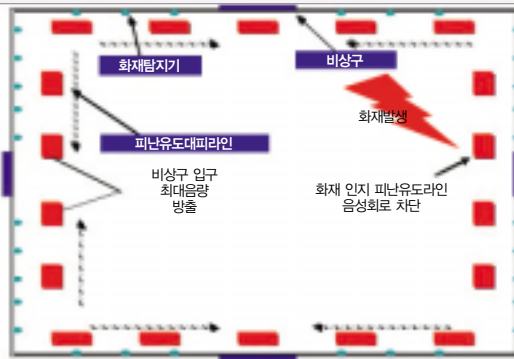 화재탐지기
비상구
화재발생
피난유도대피라인
비상구 입구
최대음량
방출
화재 인지 피난유도라인
음성회로 차단